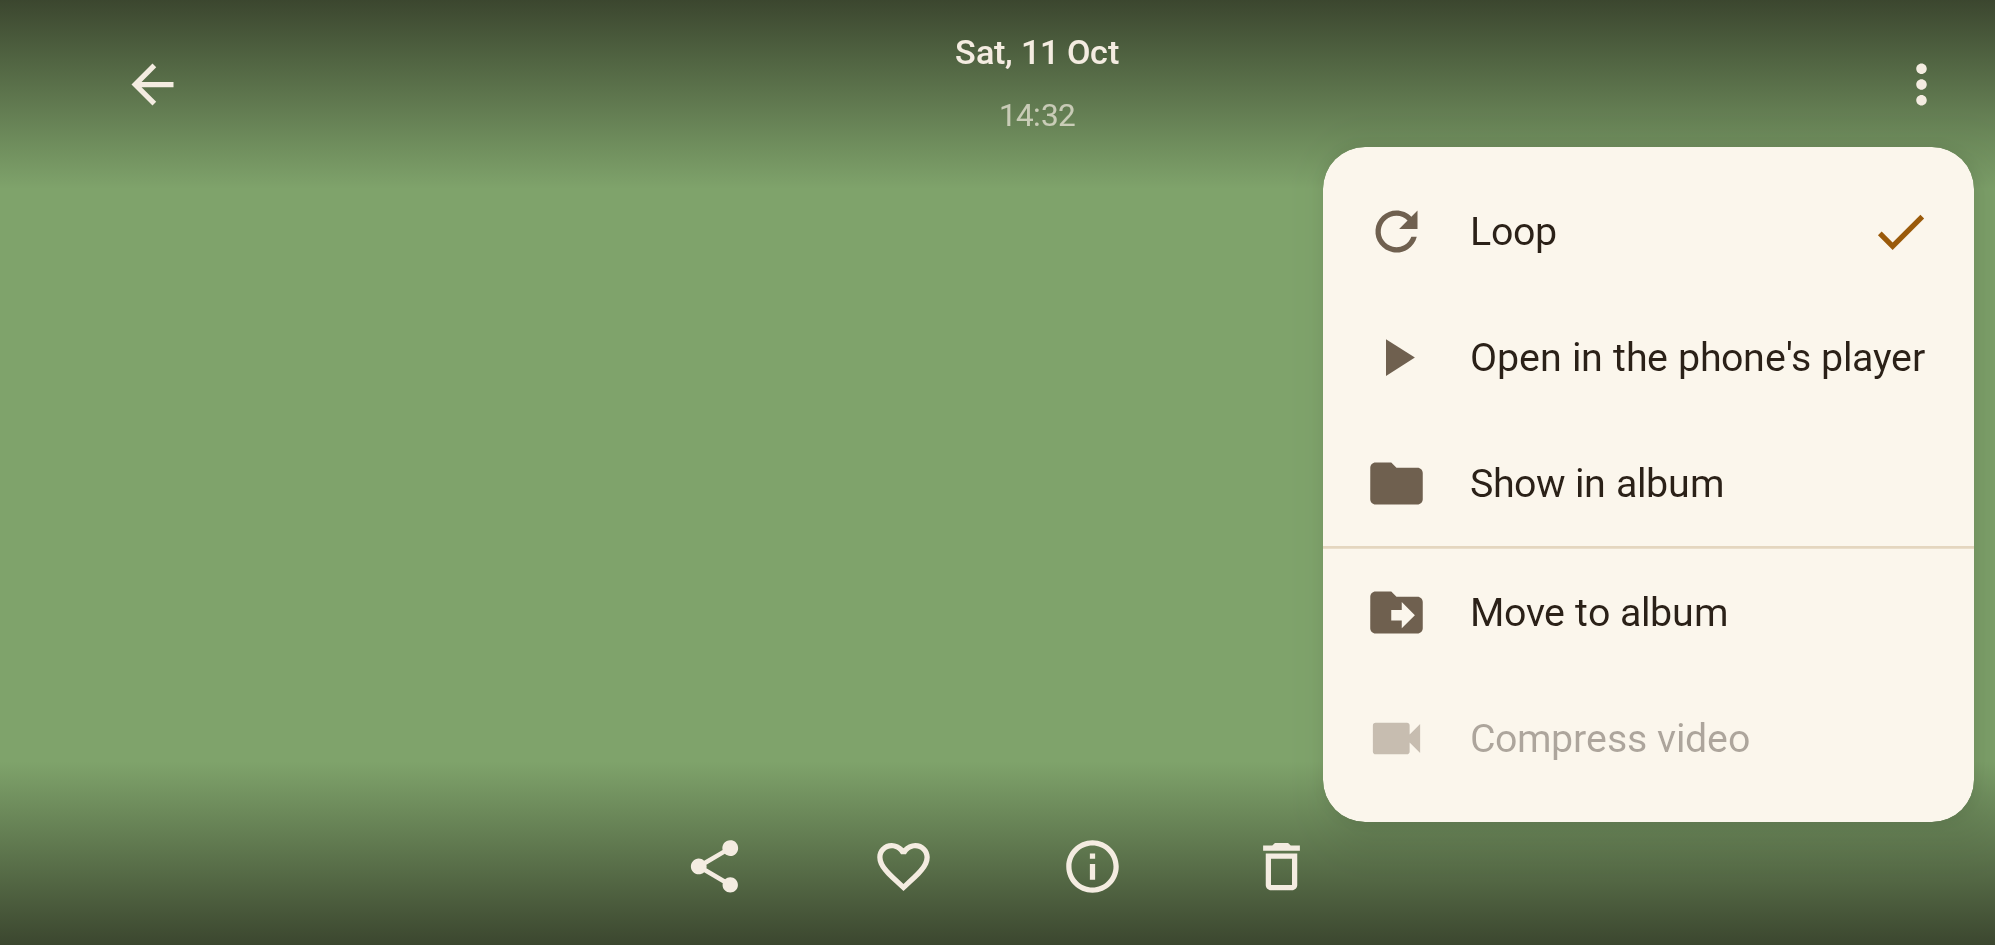 Sat, 11 Oct
14:32
Loop
Open in the phone's player
Show in album
Move to album
Compress video